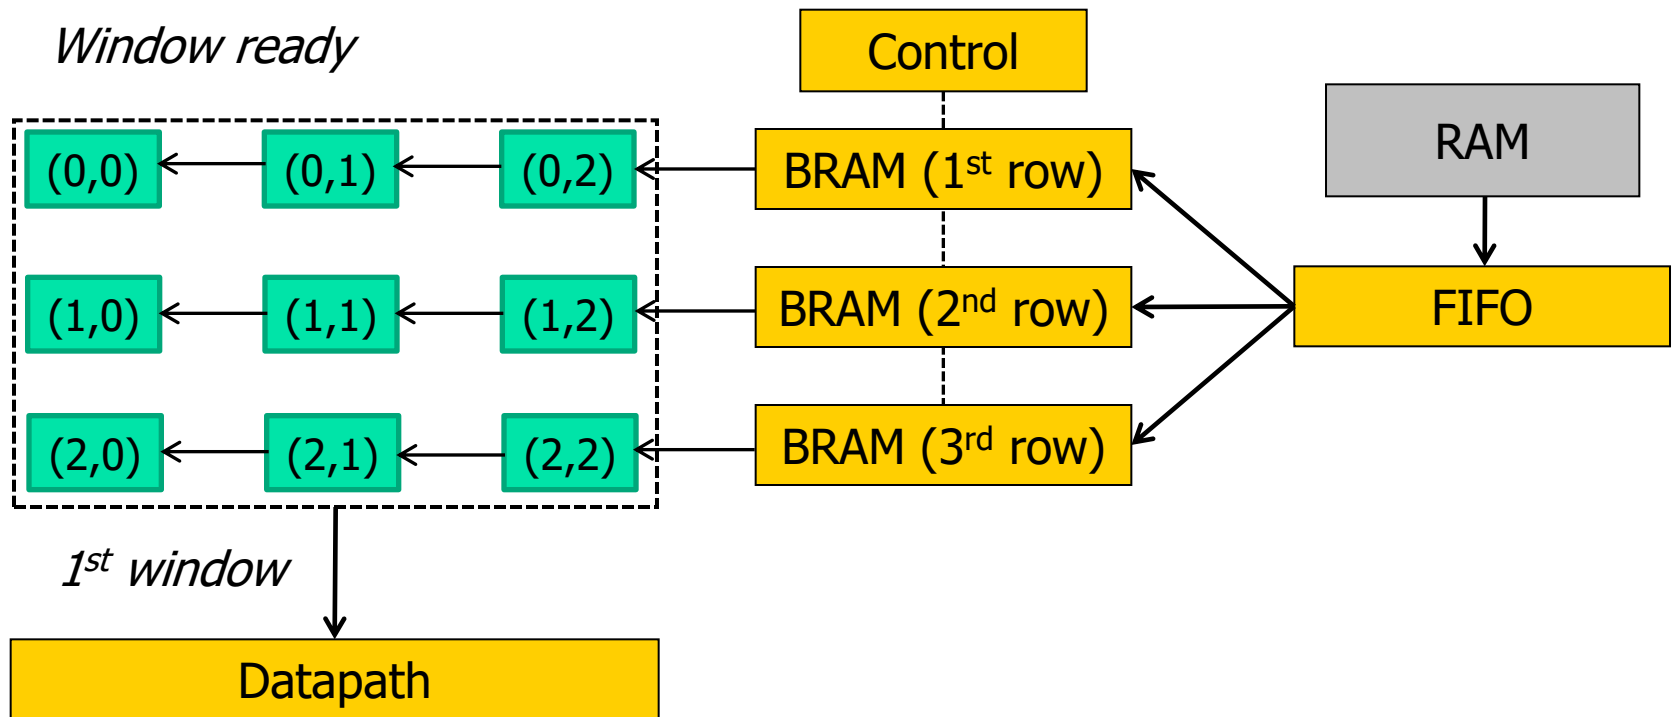 Window ready
Control
RAM
(0,0) (0,1) (0,2) BRAM (1st row)
(1,0) (1,1) (1,2) BRAM (2nd row) FIFO
(2,0) (2,1) (2,2) BRAM (3rd row)
1st window
Datapath